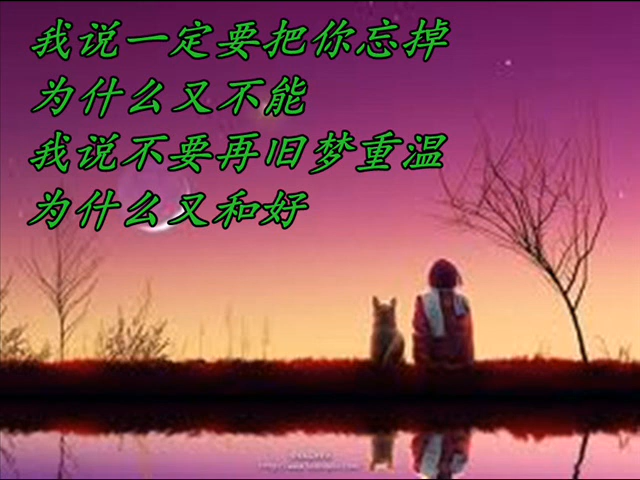 我说一定要把你忘掉
为什么又不能
我说不要再旧梦重温
为什么又和好